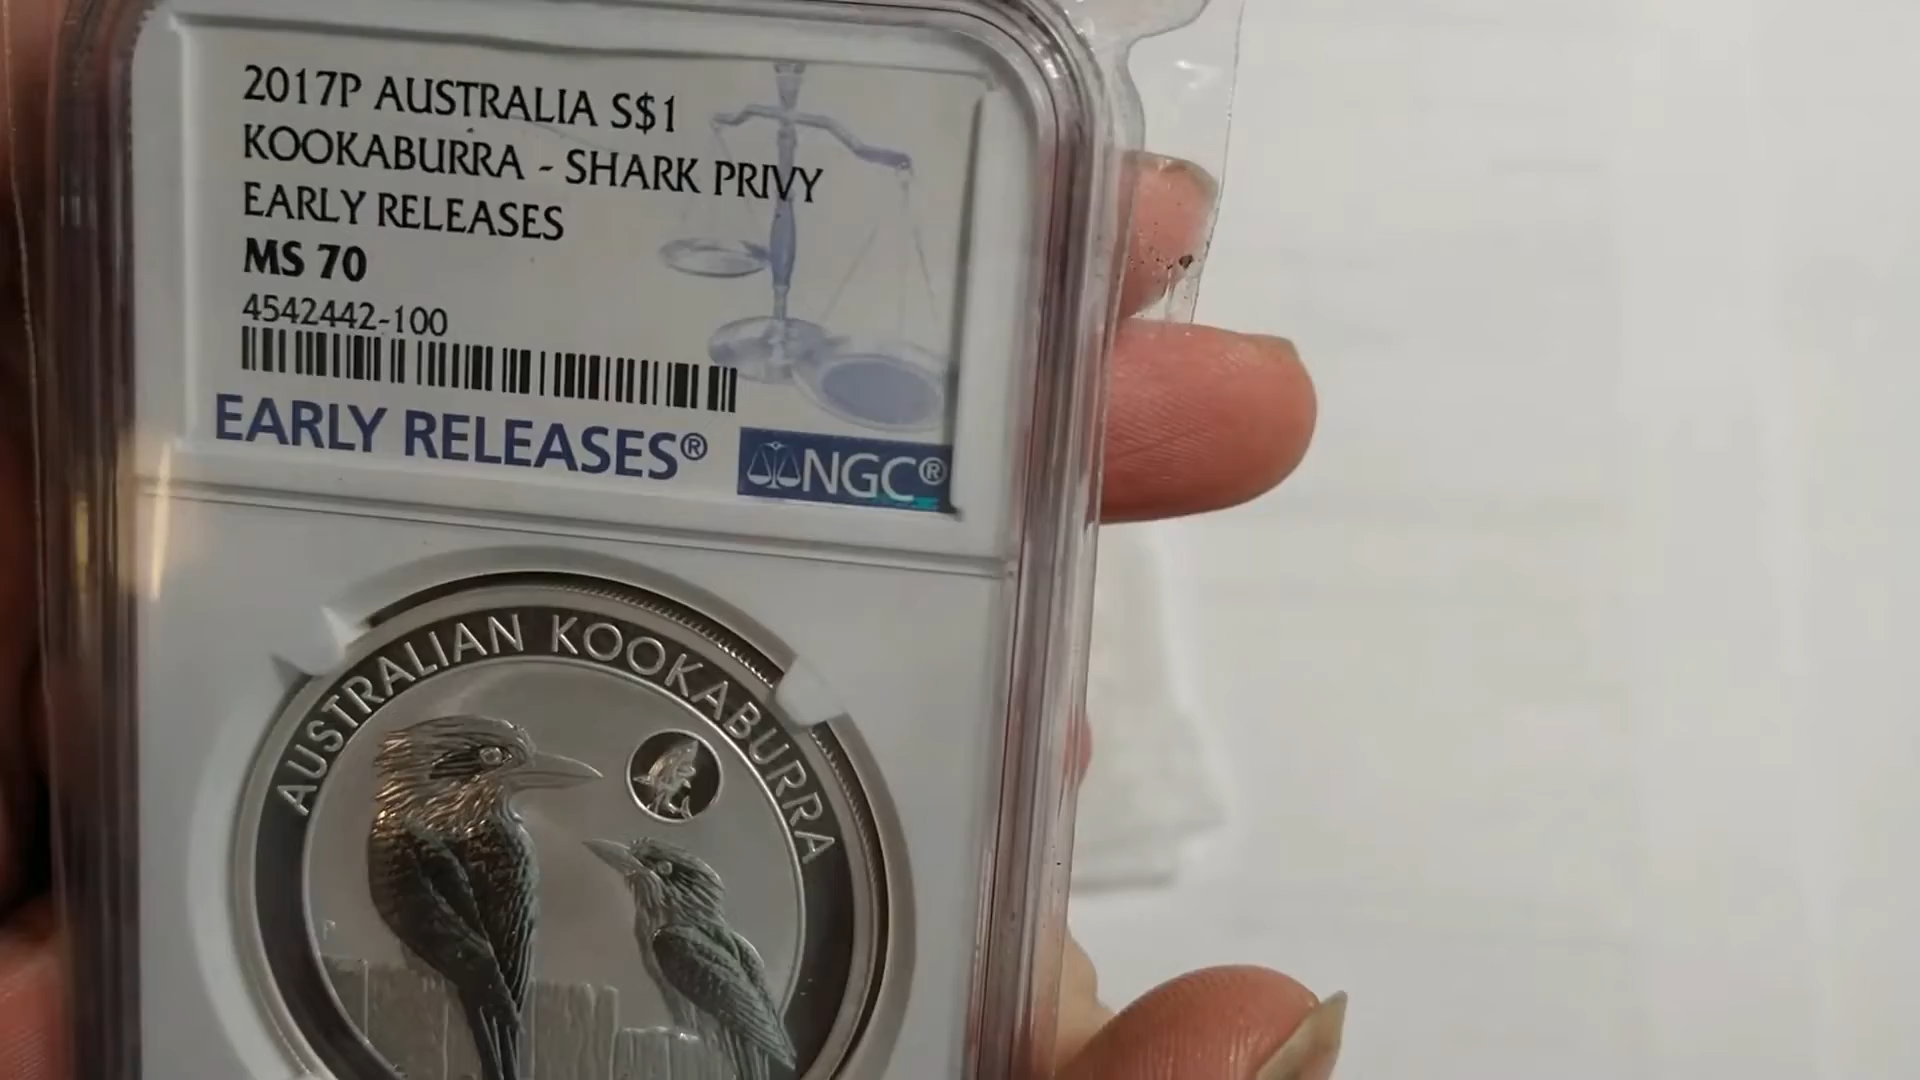 2017P AUSTRALIA S$1
KOOKABURRA - SHARK PRIVY
EARLY RELEASES
MS 70
4542442-100
EARLY RELEASES®
NGC®
AUSTRALIAN KOOKABURRA